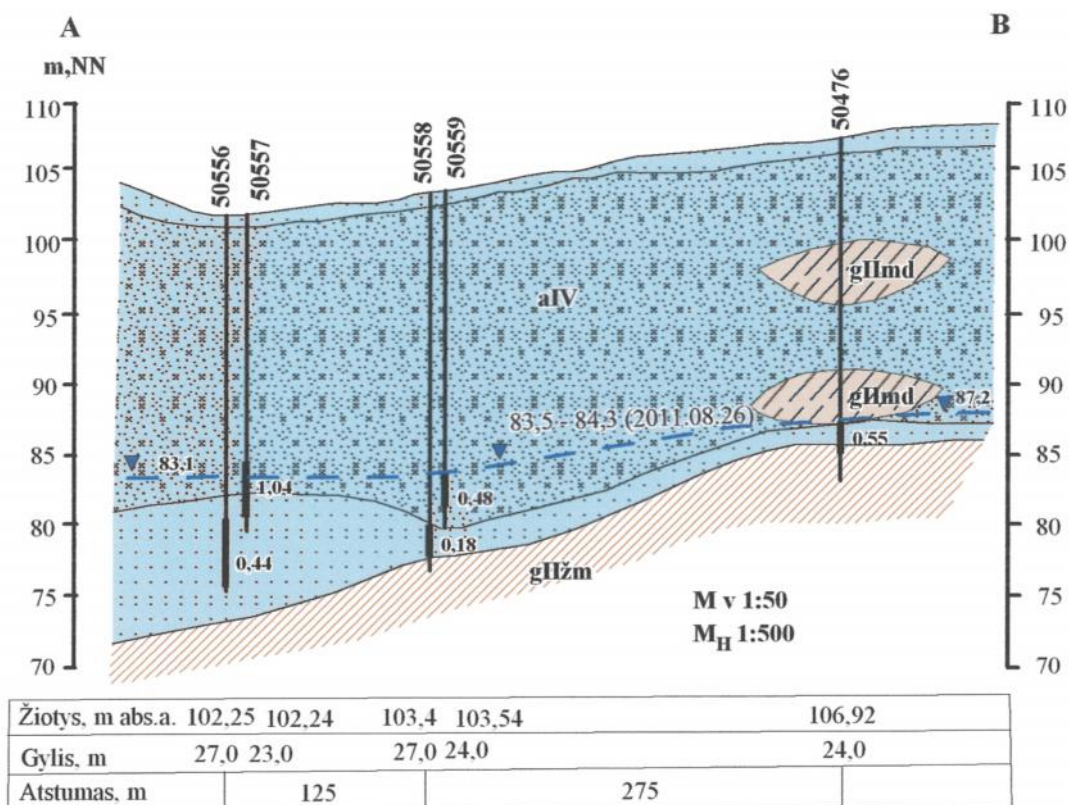 A
B
m,NN
110
105
100
95
90
85
80
75
70
50556
50557
50558
50559
50476
110
105
100
95
90
85
80
75
70
gIImd
aIV
gIImd
87,2
83,5 - 84,3 (2011.08.26)
83,1
0,55
1,04
0,48
0,44
0,18
gIIžm
M v 1:50
M H 1:500
Žiotys, m abs.a. 102,25 102,24 103,4 103,54 106,92
Gylis, m 27,0 23,0 27,0 24,0 24,0
Atstumas, m 125 275